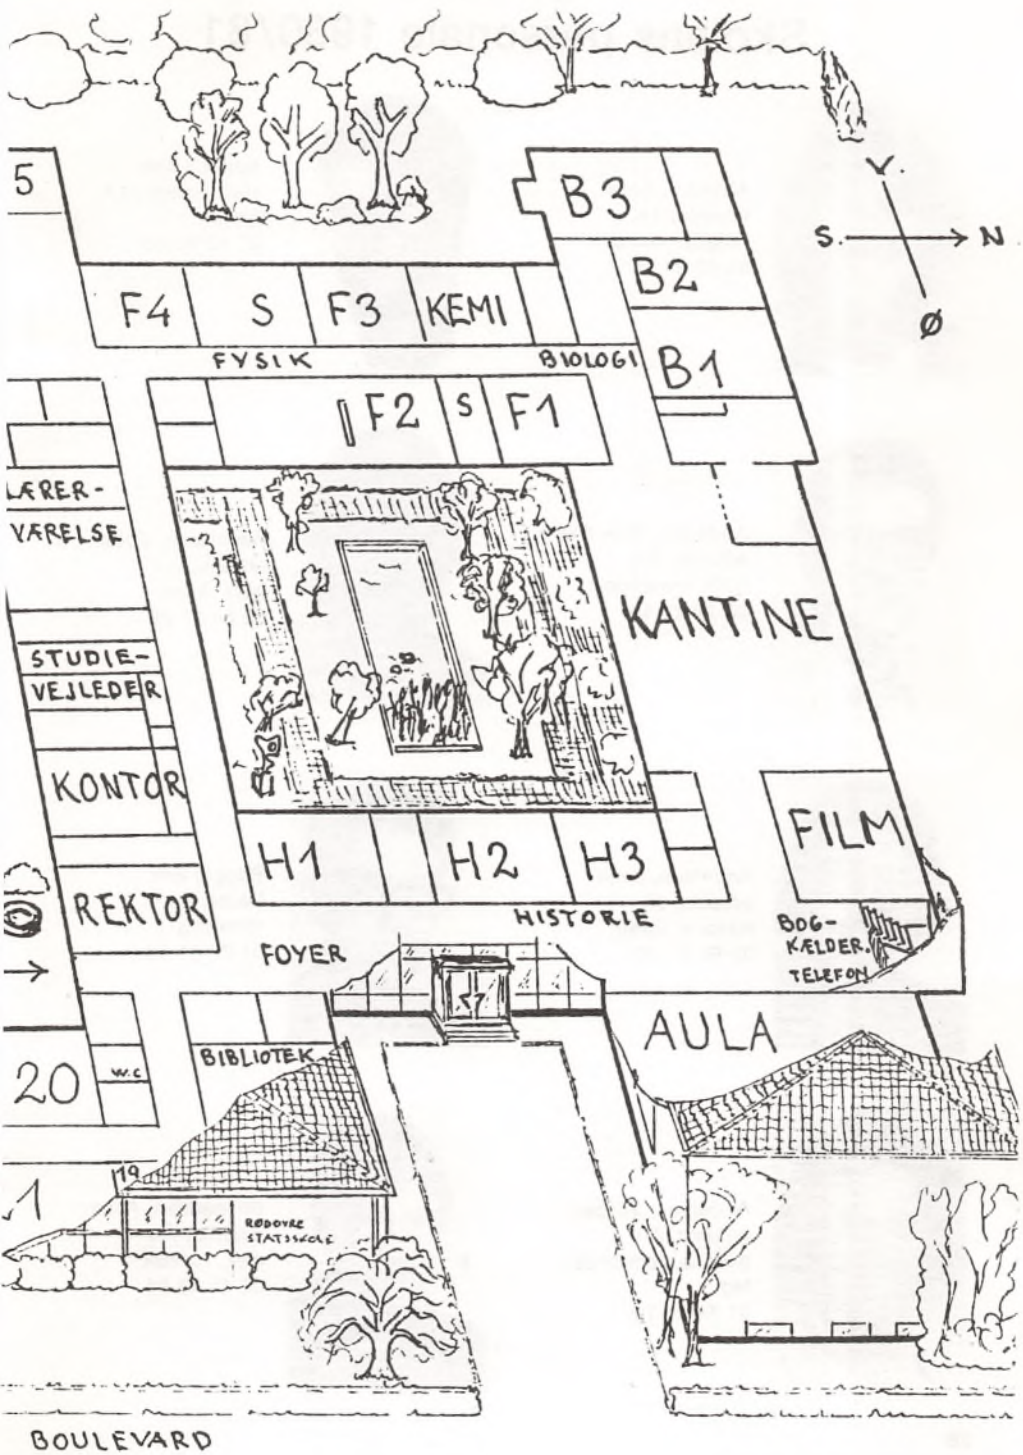 5
B3
V.
S. N
Ø
B2
F4 S F3 KEMI
FYSIK BIOLOGI
B1
F2 S F1
LÆRER-
VÆRELSE
KANTINE
STUDIE-
VEJLEDER
KONTOR
FILM
H1 H2 H3
REKTOR
HISTORIE
BOG-
KÆLDER.
TELEFON
FOYER
AULA
BIBLIOTEK
20
W.C
19
1
RØDOVRE
STATSSKOLE
BOULEVARD